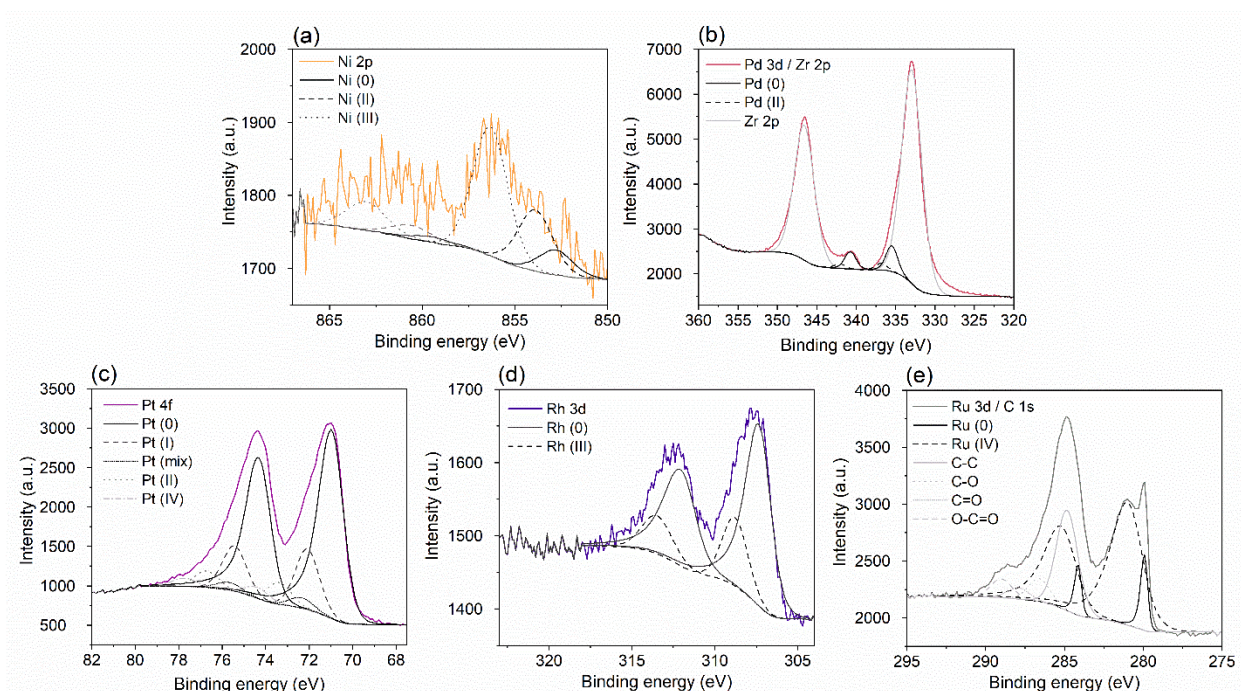 (a)
Ni 2p
Ni (0)
Ni (II)
Ni (III)
2000
1900
1800
1700
Intensity (a.u.)
865 860 855 850
Binding energy (eV)
(b)
Pd 3d / Zr 2p
Pd (0)
Pd (II)
Zr 2p
7000
6000
5000
4000
3000
2000
Intensity (a.u.)
360 355 350 345 340 335 330 325 320
Binding energy (eV)
(c)
Pt 4f
Pt (0)
Pt (I)
Pt (mix)
Pt (II)
Pt (IV)
3500
3000
2500
2000
1500
1000
500
Intensity (a.u.)
82 80 78 76 74 72 70 68
Binding energy (eV)
(d)
Rh 3d
Rh (0)
Rh (III)
1700
1600
1500
1400
Intensity (a.u.)
320 315 310 305
Binding energy (eV)
(e)
Ru 3d / C 1s
Ru (0)
Ru (IV)
C-C
C-O
C=O
O-C=O
4000
3500
3000
2500
2000
Intensity (a.u.)
295 290 285 280 275
Binding energy (eV)